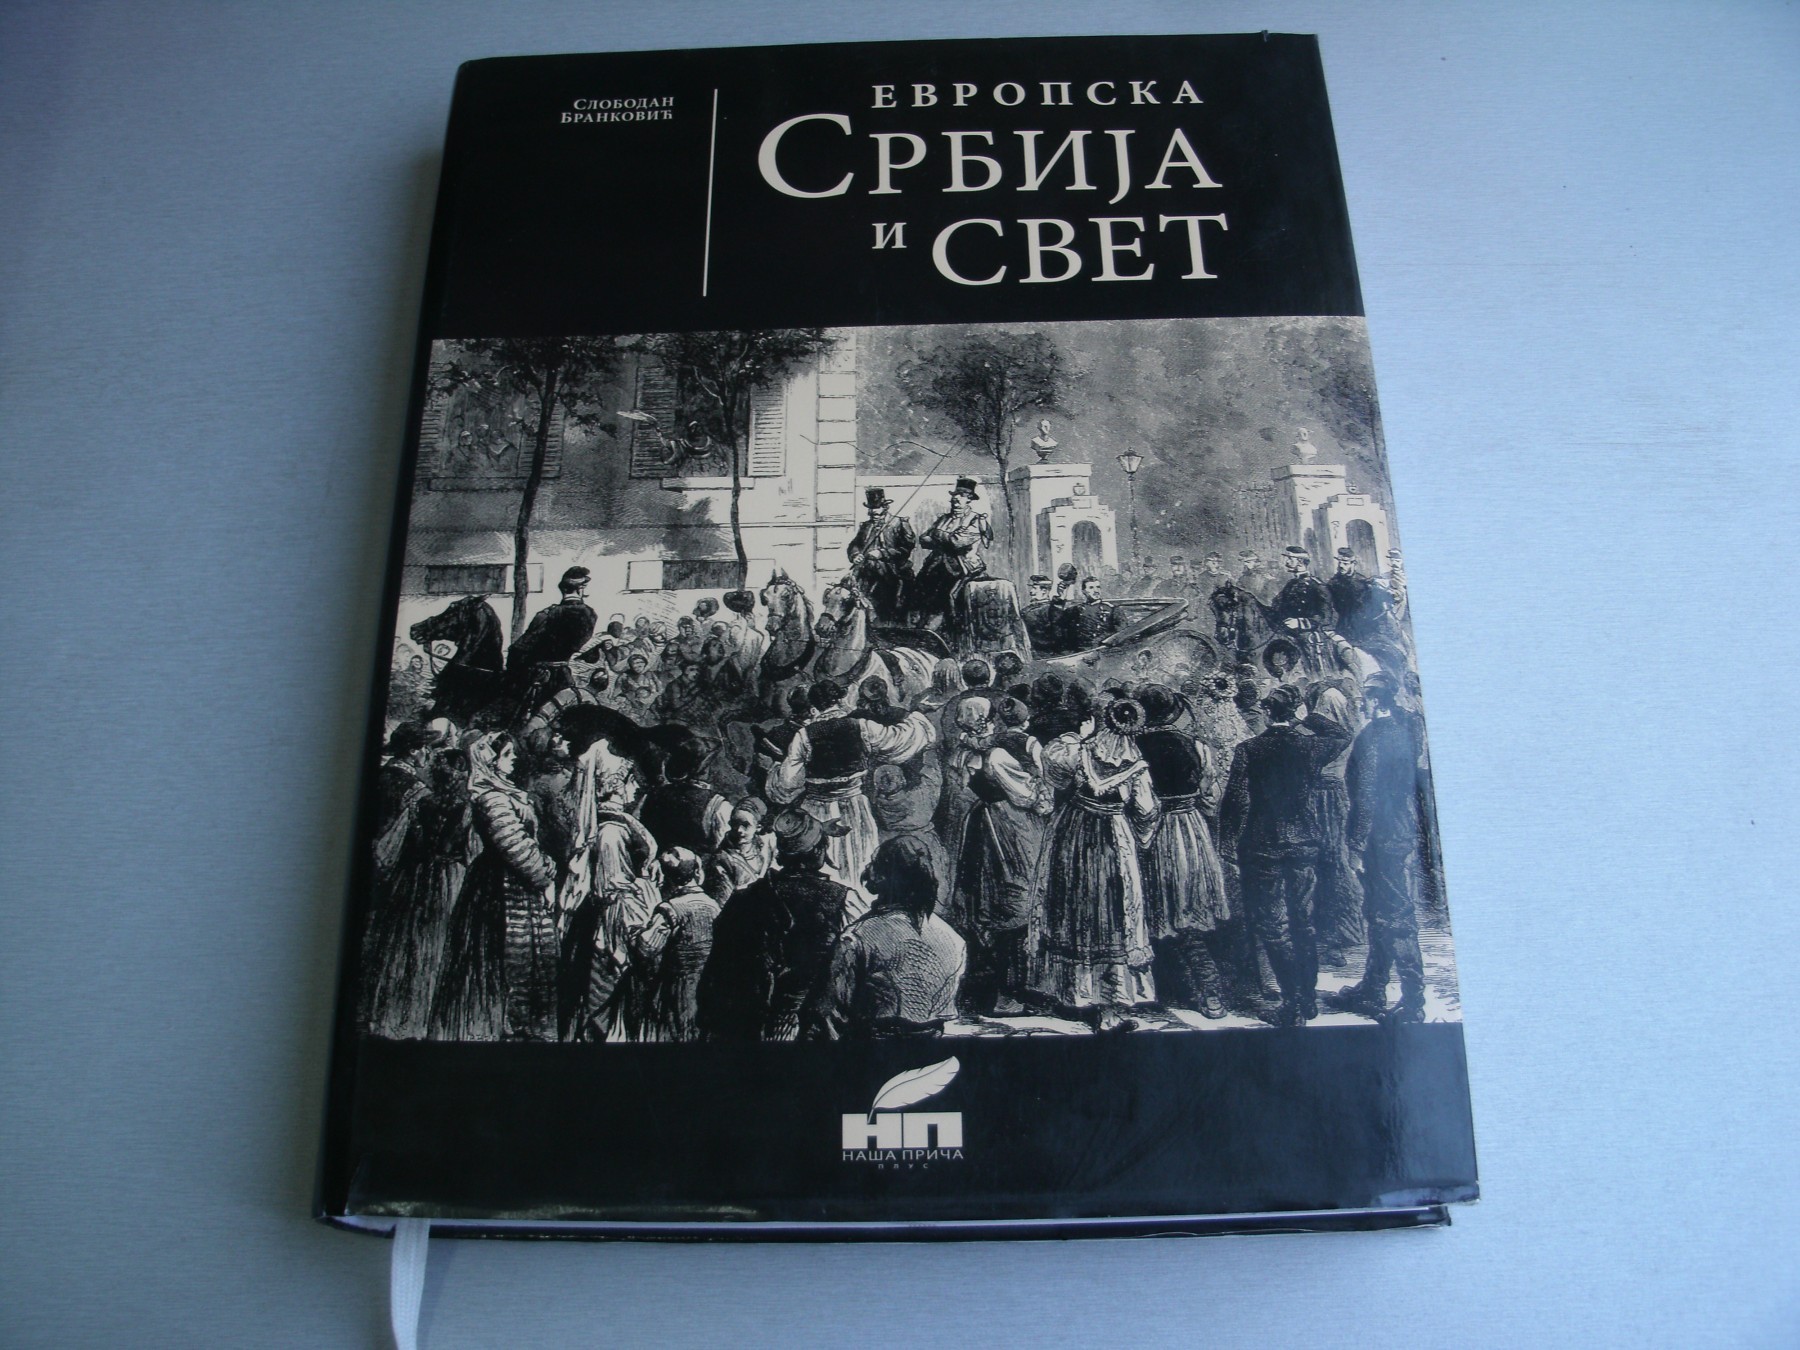 Слободан
Бранковић
ЕВРОПСКА
СРБИЈА
И СВЕТ
НП
НАША ПРИЧА
ПЛУС